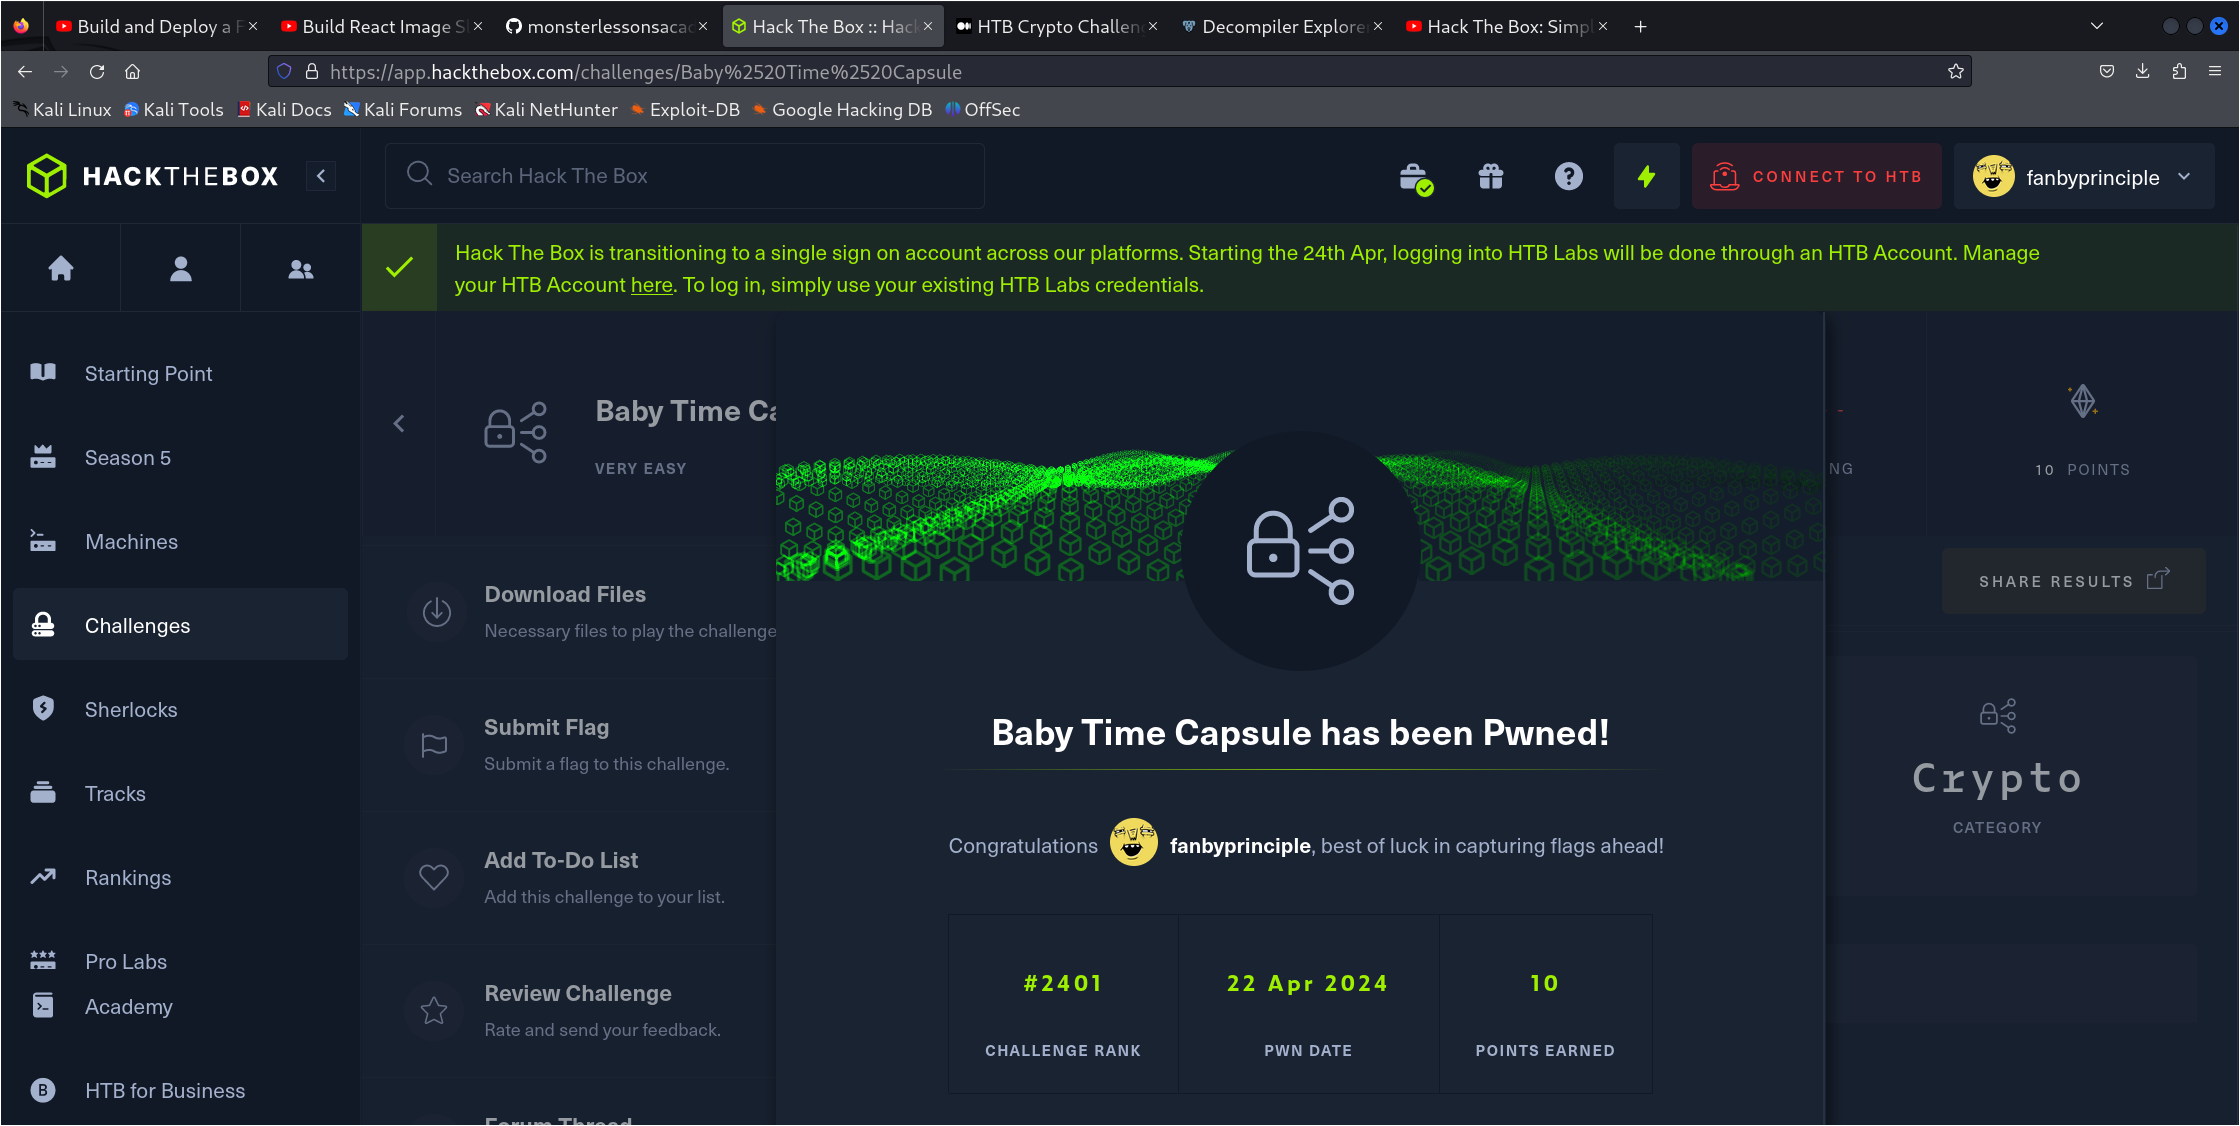 Build and Deploy a F
Build React Image Sl
monsterlessonsacac
Hack The Box :: Hack
HTB Crypto Challen
Decompiler Explorer
Hack The Box: Simpl
https://app.hackthebox.com/challenges/Baby%2520Time%2520Capsule
Kali Linux
Kali Tools
Kali Docs
Kali Forums
Kali NetHunter
Exploit-DB
Google Hacking DB
OffSec
HACKTHEBOX
Search Hack The Box
CONNECT TO HTB
fanbyprinciple
Hack The Box is transitioning to a single sign on account across our platforms. Starting the 24th Apr, logging into HTB Labs will be done through an HTB Account. Manage
your HTB Account here. To log in, simply use your existing HTB Labs credentials.
Starting Point
Season 5
Machines
Challenges
Sherlocks
Tracks
Rankings
Pro Labs
Academy
HTB for Business
Baby Time Ca
VERY EASY
NG
10 POINTS
SHARE RESULTS
Download Files
Necessary files to play the challenge
Submit Flag
Submit a flag to this challenge.
Add To-Do List
Add this challenge to your list.
Review Challenge
Rate and send your feedback.
Forum Thread
Baby Time Capsule has been Pwned!
Congratulations fanbyprinciple, best of luck in capturing flags ahead!
#2401
CHALLENGE RANK
22 Apr 2024
PWN DATE
10
POINTS EARNED
Crypto
CATEGORY